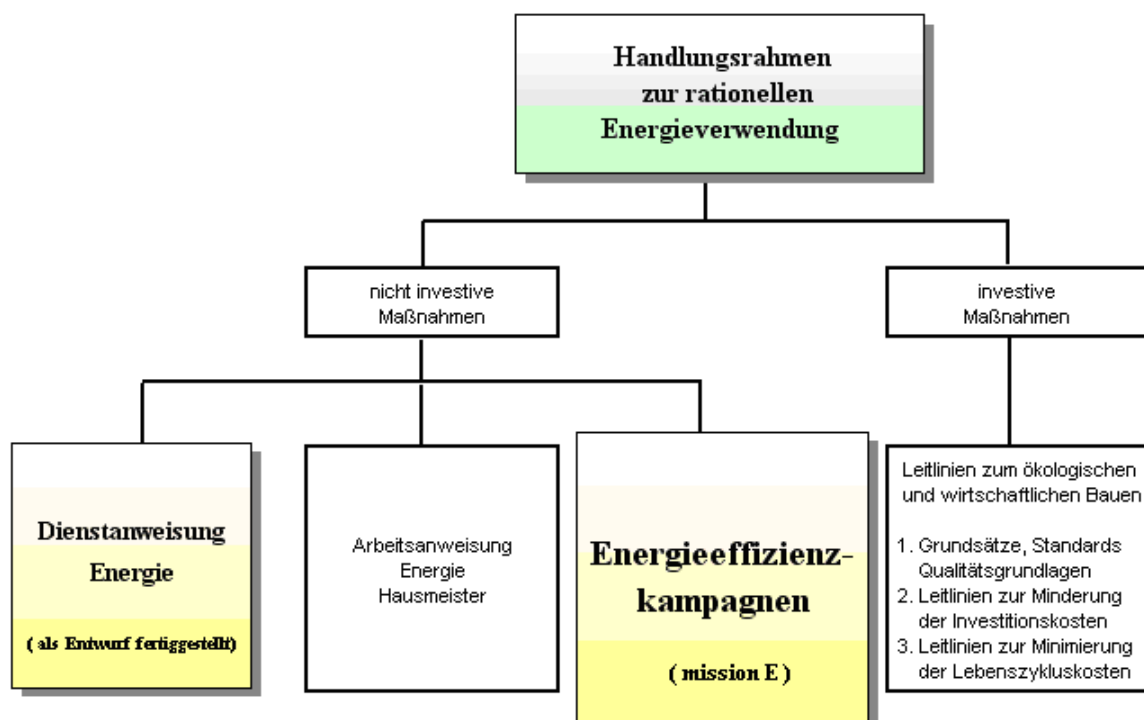 Handlungsrahmen
zur rationellen
Energieverwendung
nicht investive
Maßnahmen
investive
Maßnahmen
Dienstanweisung
Energie
( als Entwurf fertiggestellt)
Arbeitsanweisung
Energie
Hausmeister
Energieeffizienz-
kampagnen
( mission E )
Leitlinien zum ökologischen
und wirtschaftlichen Bauen
1. Grundsätze, Standards
Qualitätsgrundlagen
2. Leitlinien zur Minderung
der Investitionskosten
3. Leitlinien zur Minimierung
der Lebenszykluskosten